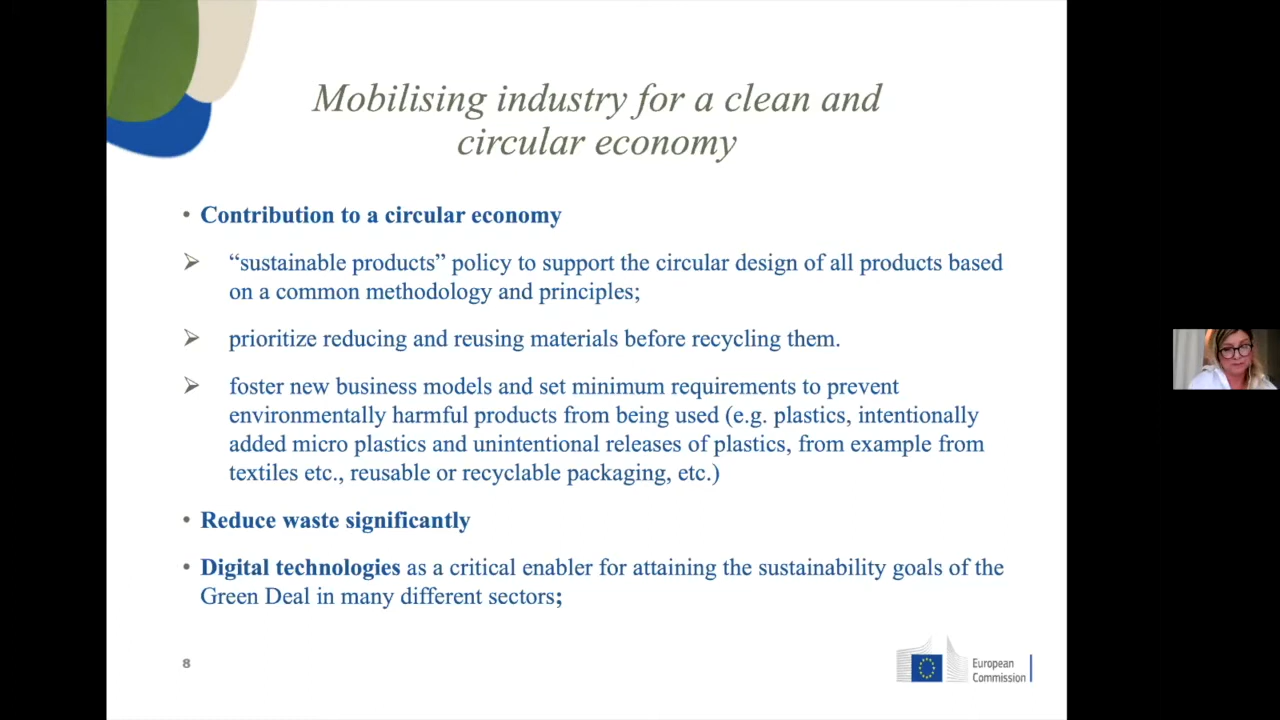 Mobilising industry for a clean and
circular economy
• Contribution to a circular economy
➢ “sustainable products” policy to support the circular design of all products based
on a common methodology and principles;
➢ prioritize reducing and reusing materials before recycling them.
➢ foster new business models and set minimum requirements to prevent
environmentally harmful products from being used (e.g. plastics, intentionally
added micro plastics and unintentional releases of plastics, from example from
textiles etc., reusable or recyclable packaging, etc.)
• Reduce waste significantly
• Digital technologies as a critical enabler for attaining the sustainability goals of the
Green Deal in many different sectors;
8
European
Commission